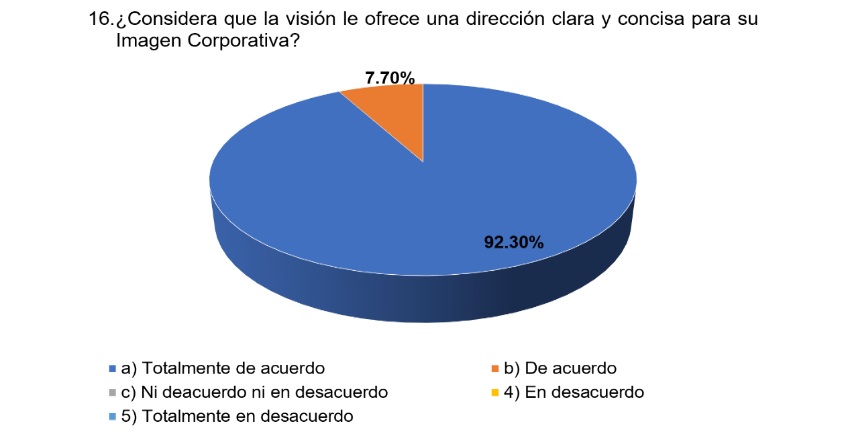 16.¿Considera que la visión le ofrece una dirección clara y concisa para su
Imagen Corporativa?
7.70%
92.30%
a) Totalmente de acuerdo
b) De acuerdo
c) Ni deacuerdo ni en desacuerdo
4) En desacuerdo
5) Totalmente en desacuerdo